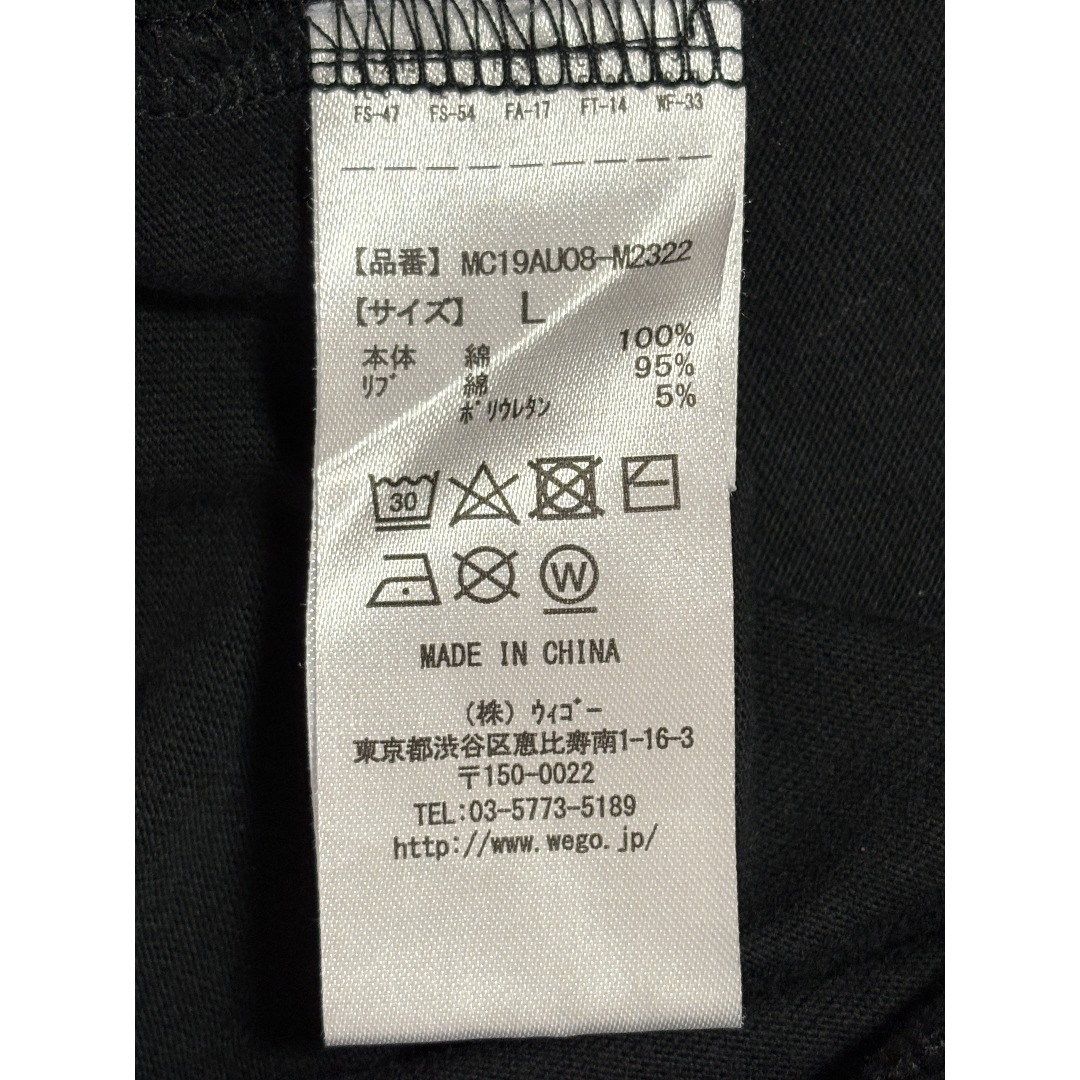 FS-47 FS-54 FA-17 FT-14 WF-33
【品番】 MC19AU08-M2322
【サイズ】 L
本体 綿 100%
リブ 綿 95%
ポリウレタン 5%
30
W
MADE IN CHINA
(株) ウィゴー
東京都渋谷区恵比寿南1-16-3
〒150-0022
TEL:03-5773-5189
http://www.wego.jp/